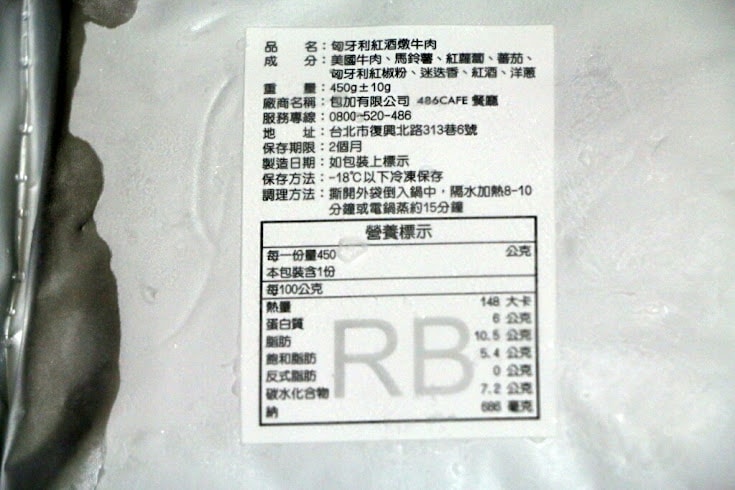 品名：匈牙利紅酒燉牛肉
成分：美國牛肉、馬鈴薯、紅蘿蔔、蕃茄、
匈牙利紅椒粉、迷迭香、紅酒、洋蔥
重量：450g±10g
廠商名稱：包加有限公司 486CAFE 餐廳
服務專線：0800-520-486
地址：台北市復興北路313巷6號
保存期限：2個月
製造日期：如包裝上標示
保存方法：-18℃以下冷凍保存
調理方法：撕開外袋倒入鍋中，隔水加熱8-10
分鐘或電鍋蒸約15分鐘
營養標示
每一份量450 公克
本包裝含1份
每100公克
熱量 148 大卡
蛋白質 6 公克
脂肪 10.5 公克
飽和脂肪 5.4 公克
反式脂肪 0 公克
碳水化合物 7.2 公克
鈉 686 毫克
RB